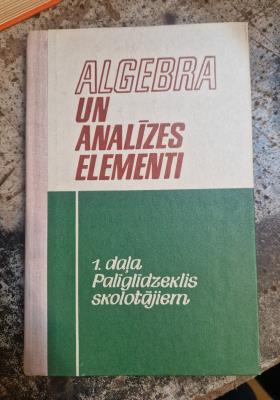 ALGEBRA
UN
ANALĪZES
ELEMENTI
1. daļa
Palīglīdzeklis
skolotājiem